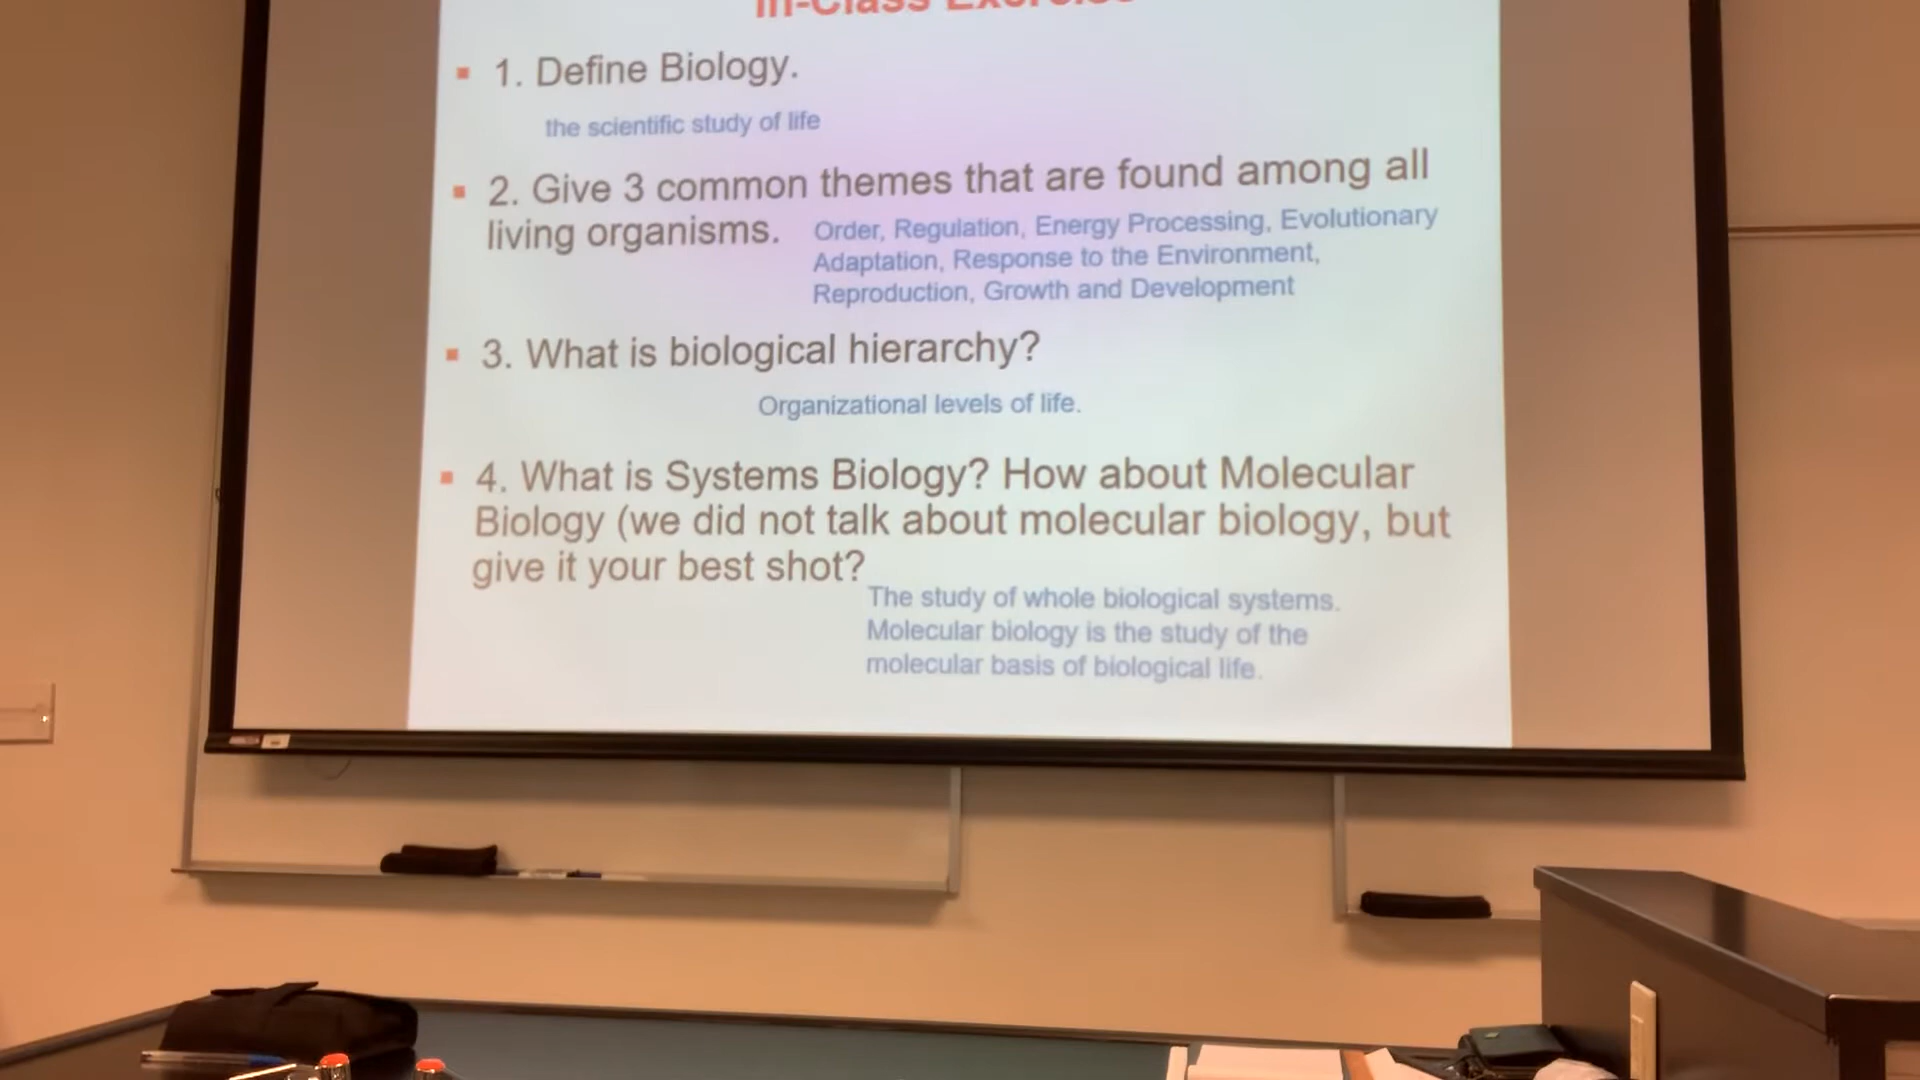 In-Class Exercise
1. Define Biology.
the scientific study of life
2. Give 3 common themes that are found among all
living organisms.
Order, Regulation, Energy Processing, Evolutionary
Adaptation, Response to the Environment,
Reproduction, Growth and Development
3. What is biological hierarchy?
Organizational levels of life.
4. What is Systems Biology? How about Molecular
Biology (we did not talk about molecular biology, but
give it your best shot?
The study of whole biological systems.
Molecular biology is the study of the
molecular basis of biological life.